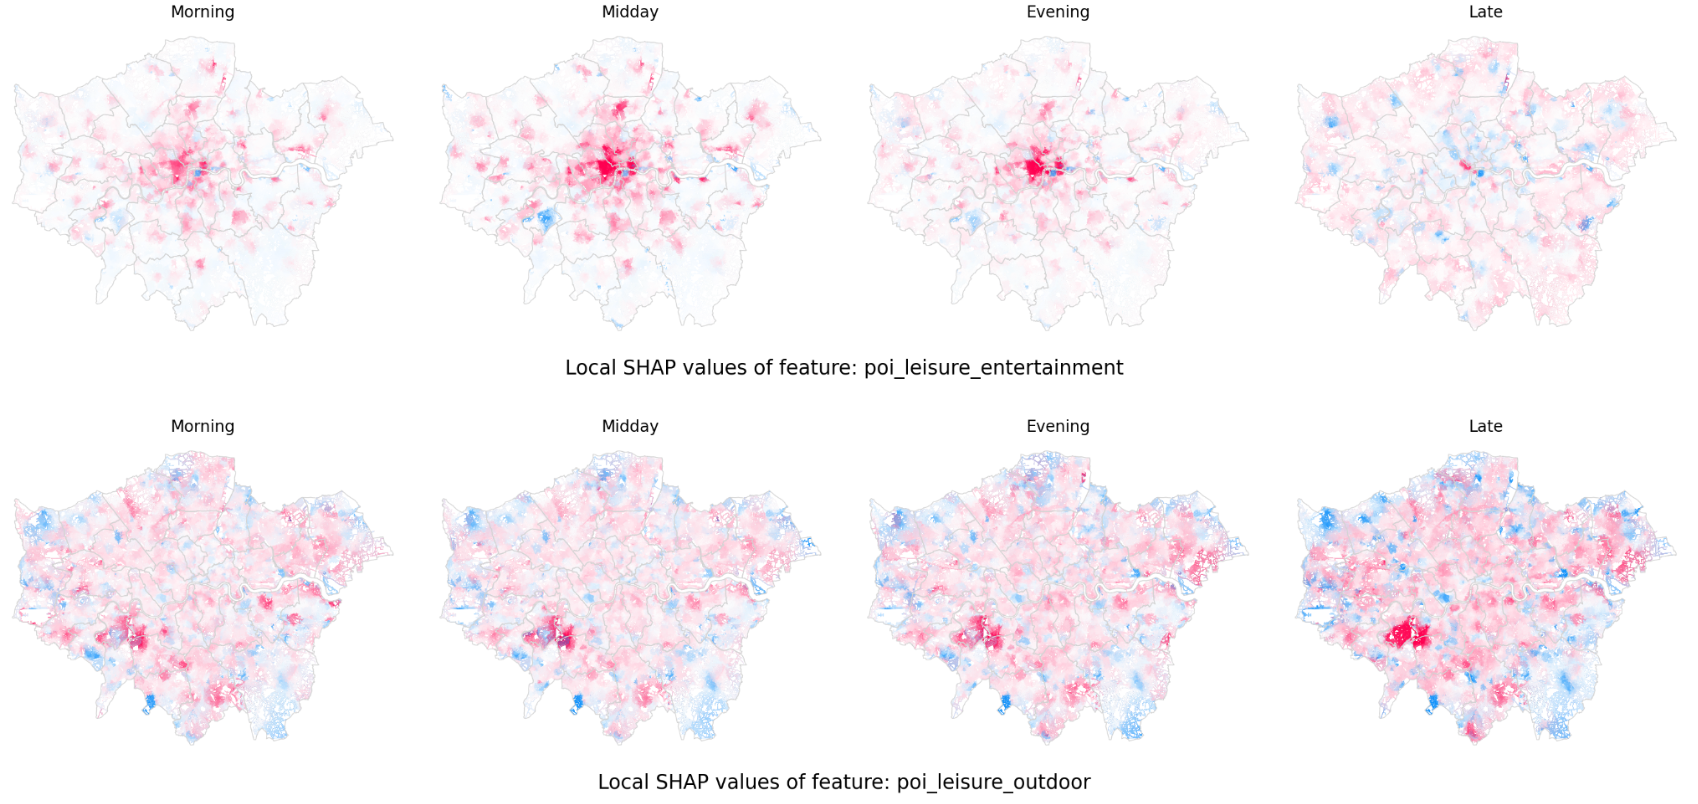 Morning Midday Evening Late
Local SHAP values of feature: poi_leisure_entertainment
Morning Midday Evening Late
Local SHAP values of feature: poi_leisure_outdoor